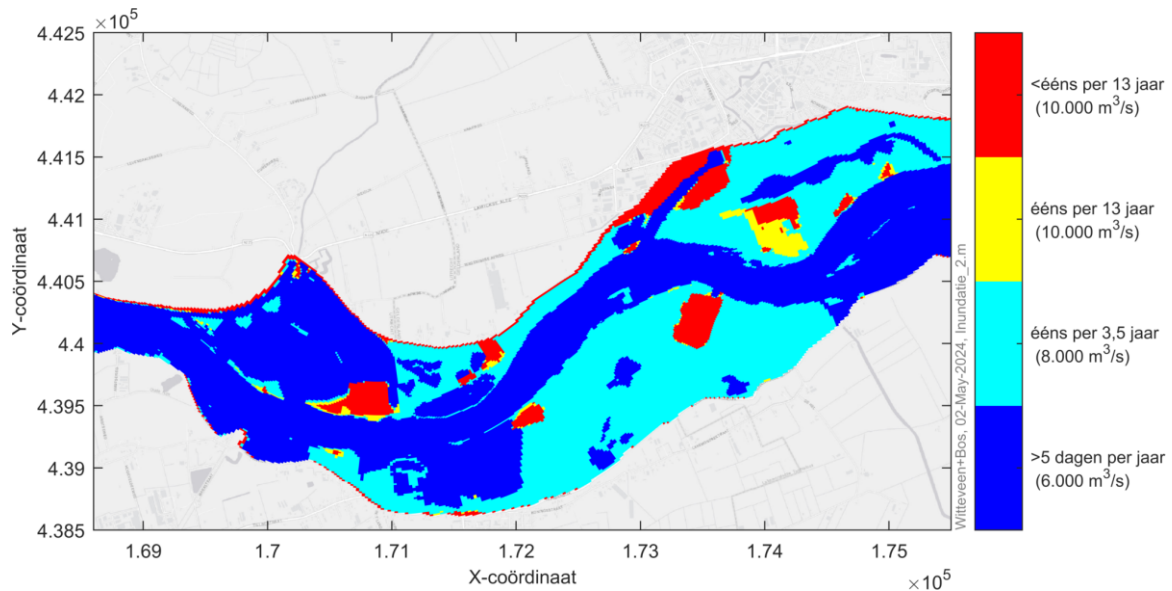 ×10⁵
4.425
4.42
4.415
4.41
4.405
4.4
4.395
4.39
4.385
Y-coördinaat
1.69
1.7
1.71
1.72
1.73
1.74
1.75
X-coördinaat
×10⁵
Witteveen+Bos, 02-May-2024, Inundatie_2.m
<ééns per 13 jaar
(10.000 m³/s)
ééns per 13 jaar
(10.000 m³/s)
ééns per 3,5 jaar
(8.000 m³/s)
>5 dagen per jaar
(6.000 m³/s)